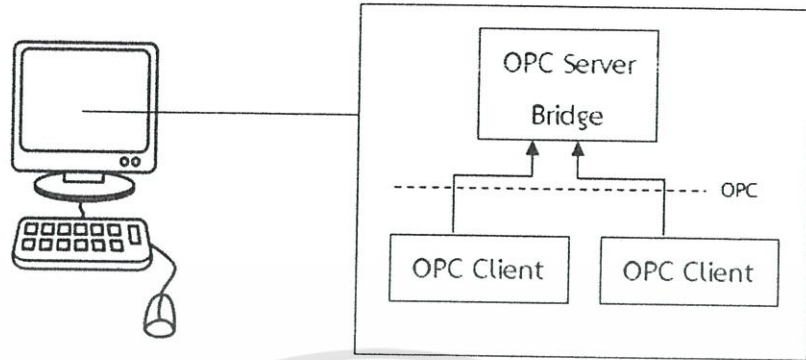 OPC Server
Bridge
OPC
OPC Client
OPC Client